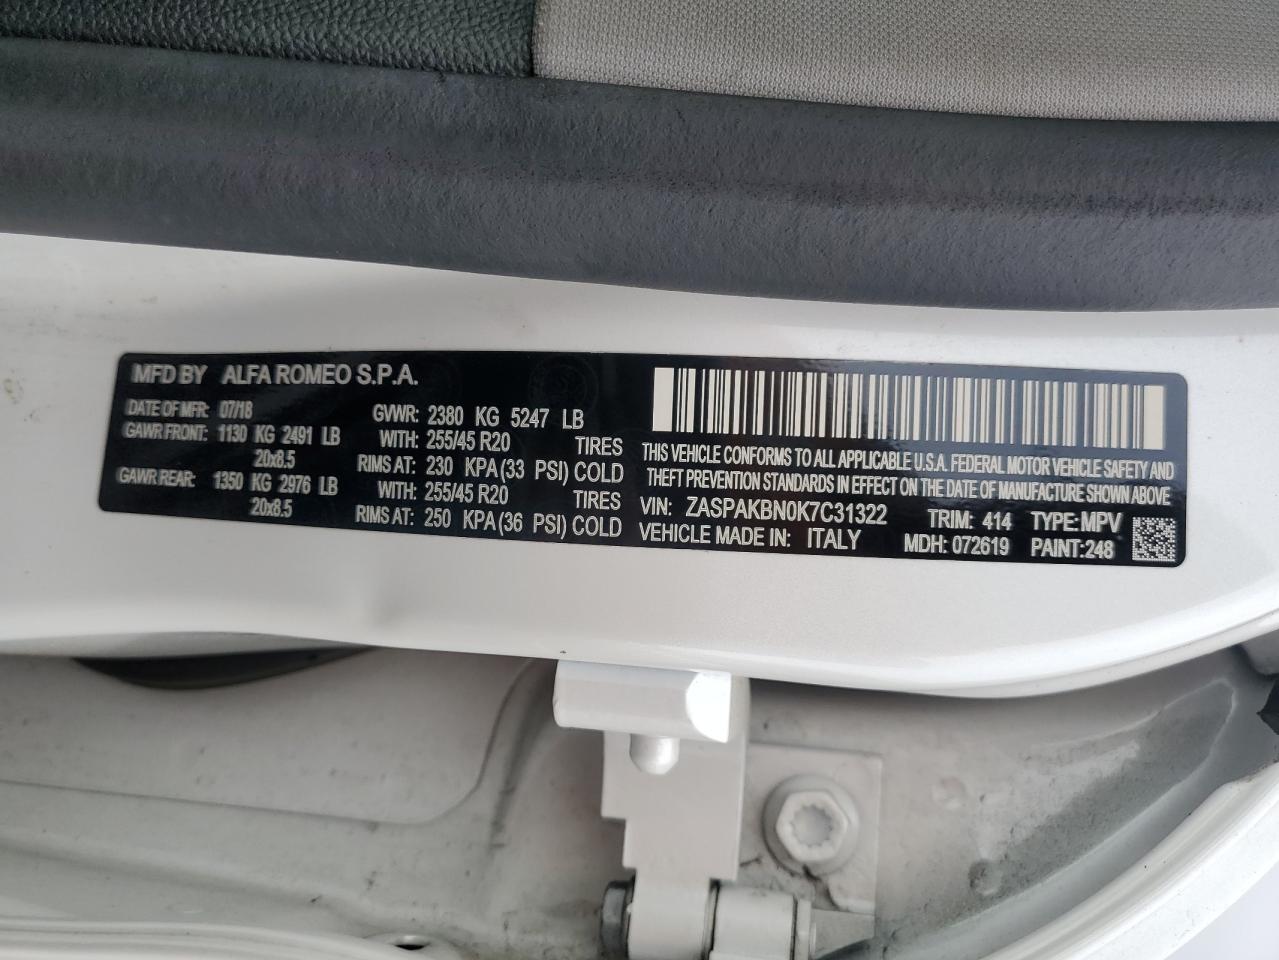 MFD BY ALFA ROMEO S.P.A.
DATE OF MFR: 07/18 GVWR: 2380 KG 5247 LB
GAWR FRONT: 1130 KG 2491 LB WITH: 255/45 R20 TIRES
20x8.5 RIMS AT: 230 KPA(33 PSI) COLD
GAWR REAR: 1350 KG 2976 LB WITH: 255/45 R20 TIRES
20x8.5 RIMS AT: 250 KPA(36 PSI) COLD
THIS VEHICLE CONFORMS TO ALL APPLICABLE U.S.A. FEDERAL MOTOR VEHICLE SAFETY AND
THEFT PREVENTION STANDARDS IN EFFECT ON THE DATE OF MANUFACTURE SHOWN ABOVE
VIN: ZASPAKBN0K7C31322 TRIM: 414 TYPE:MPV
VEHICLE MADE IN: ITALY MDH: 072619 PAINT:248